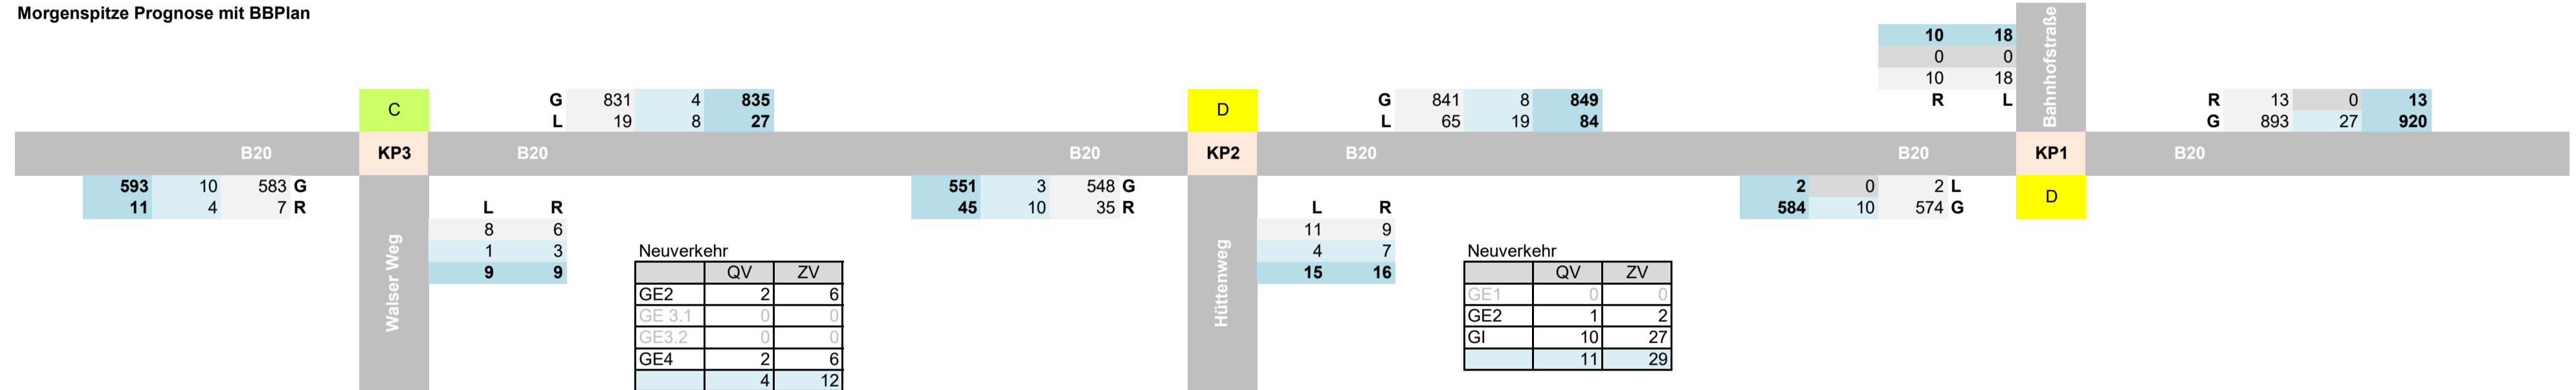 Morgenspitze Prognose mit BBPlan
10 18
0 0
10 18
R L
Bahnhofstraße
C
G 831 4 835
L 19 8 27
D
G 841 8 849
L 65 19 84
R 13 0 13
G 893 27 920
B20 KP3 B20 B20 KP2 B20 B20 KP1 B20
593 10 583 G
11 4 7 R
551 3 548 G
45 10 35 R
2 0 2 L
584 10 574 G
D
Walser Weg
L R
8 6
1 3
9 9
Neuverkehr
QV ZV
GE2 2 6
GE 3.1 0 0
GE3.2 0 0
GE4 2 6
4 12
Hüttenweg
L R
11 9
4 7
15 16
Neuverkehr
QV ZV
GE1 0 0
GE2 1 2
GI 10 27
11 29